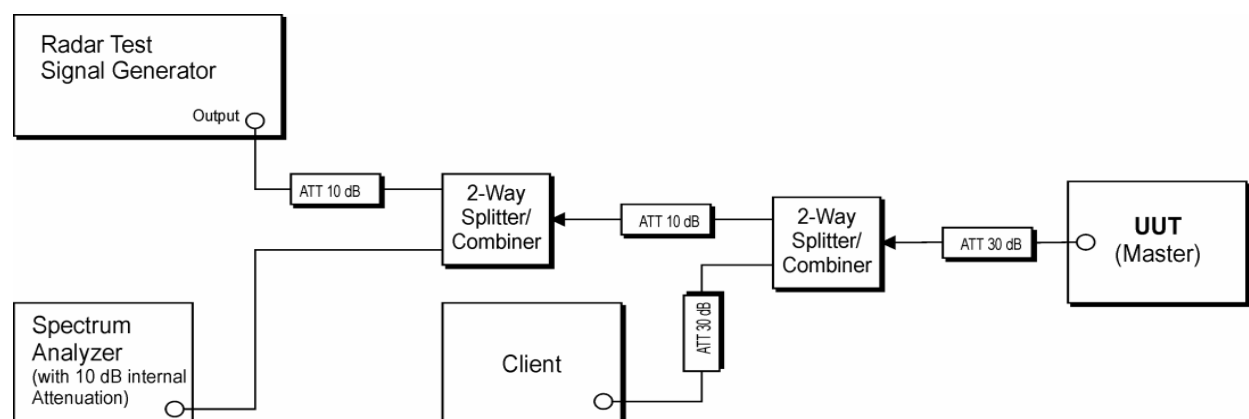 Radar Test
Signal Generator
Output
ATT 10 dB
2-Way
Splitter/
Combiner
ATT 10 dB
2-Way
Splitter/
Combiner
ATT 30 dB
UUT
(Master)
Spectrum
Analyzer
(with 10 dB internal
Attenuation)
Client
ATT 30 dB